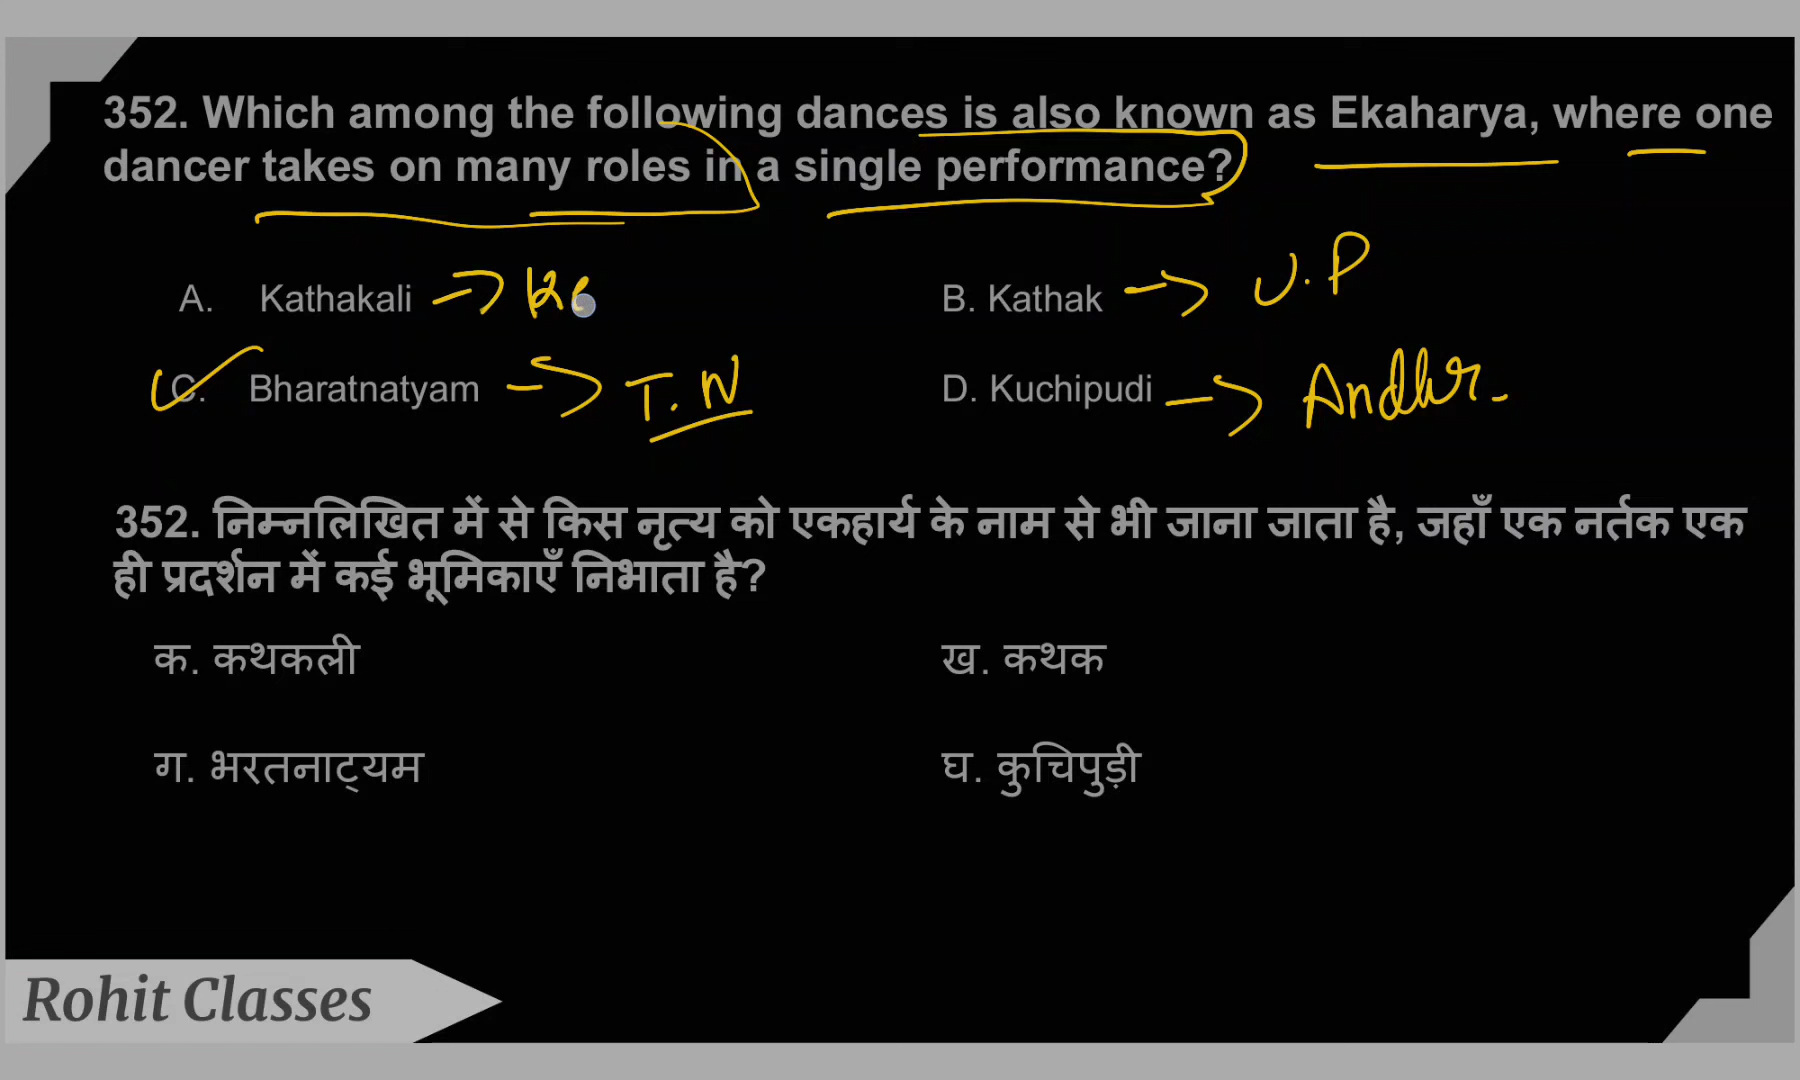 352. Which among the following dances is also known as Ekaharya, where one
dancer takes on many roles in a single performance?
A. Kathakali → Ke
B. Kathak → U.P
C. Bharatnatyam → T.N
D. Kuchipudi → Andhr.
352. निम्नलिखित में से किस नृत्य को एकहार्य के नाम से भी जाना जाता है, जहाँ एक नर्तक एक
ही प्रदर्शन में कई भूमिकाएँ निभाता है?
क. कथकली
ख. कथक
ग. भरतनाट्यम
घ. कुचिपुड़ी
Rohit Classes